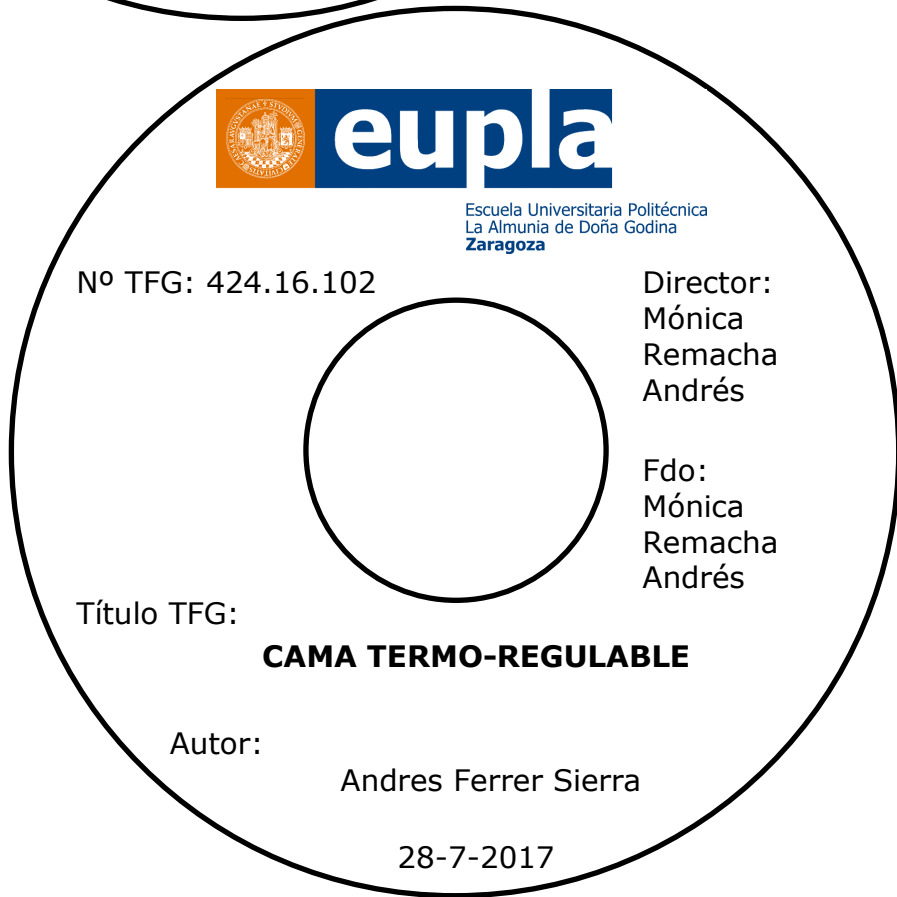 eupla
Escuela Universitaria Politécnica
La Almunia de Doña Godina
Zaragoza
Nº TFG: 424.16.102
Director:
Mónica
Remacha
Andrés
Fdo:
Mónica
Remacha
Andrés
Título TFG:
CAMA TERMO-REGULABLE
Autor:
Andres Ferrer Sierra
28-7-2017